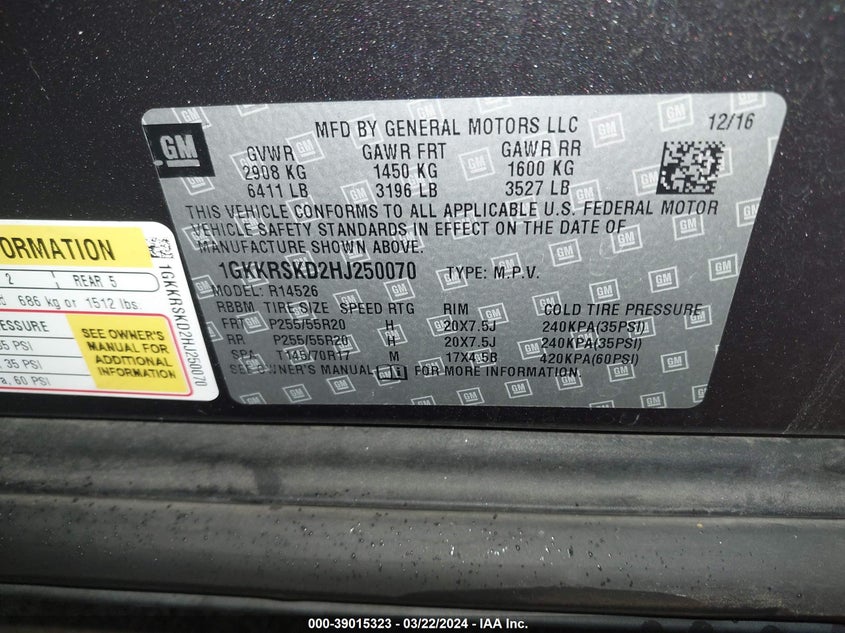 GM
MFD BY GENERAL MOTORS LLC 12/16
GVWR GAWR FRT GAWR RR
2908 KG 1450 KG 1600 KG
6411 LB 3196 LB 3527 LB
THIS VEHICLE CONFORMS TO ALL APPLICABLE U.S. FEDERAL MOTOR
VEHICLE SAFETY STANDARDS IN EFFECT ON THE DATE OF
MANUFACTURE SHOWN ABOVE.
1GKKRSKD2HJ250070 TYPE: M.P.V.
MODEL: R14526
RBBM TIRE SIZE SPEED RTG RIM COLD TIRE PRESSURE
FRT P255/55R20 H 20X7.5J 240KPA(35PSI)
RR P255/55R20 H 20X7.5J 240KPA(35PSI)
SPA T145/70R17 M 17X4.5B 420KPA(60PSI)
SEE OWNER'S MANUAL FOR MORE INFORMATION.
ORMATION
2 REAR 5
686 kg or 1512 lbs.
SEE OWNER'S
MANUAL FOR
ADDITIONAL
INFORMATION
35 PSI
60 PSI
1GKKRSKD2HJ250070
000-39015323 - 03/22/2024 - IAA Inc.